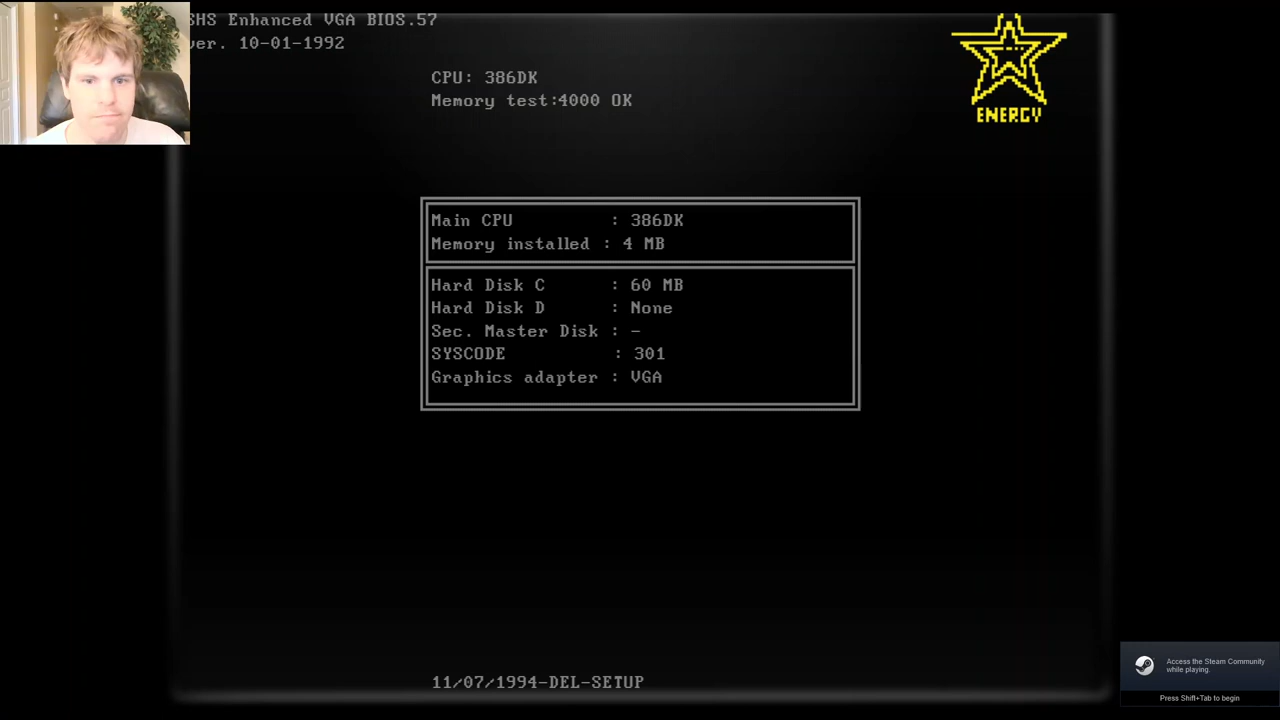 SHS Enhanced VGA BIOS.57
ver. 10-01-1992
CPU: 386DK
Memory test:4000 OK
ENERGY
Main CPU : 386DK
Memory installed : 4 MB
Hard Disk C : 60 MB
Hard Disk D : None
Sec. Master Disk : -
SYSCODE : 301
Graphics adapter : VGA
11/07/1994-DEL-SETUP
Access the Steam Community
while playing.
Press Shift+Tab to begin